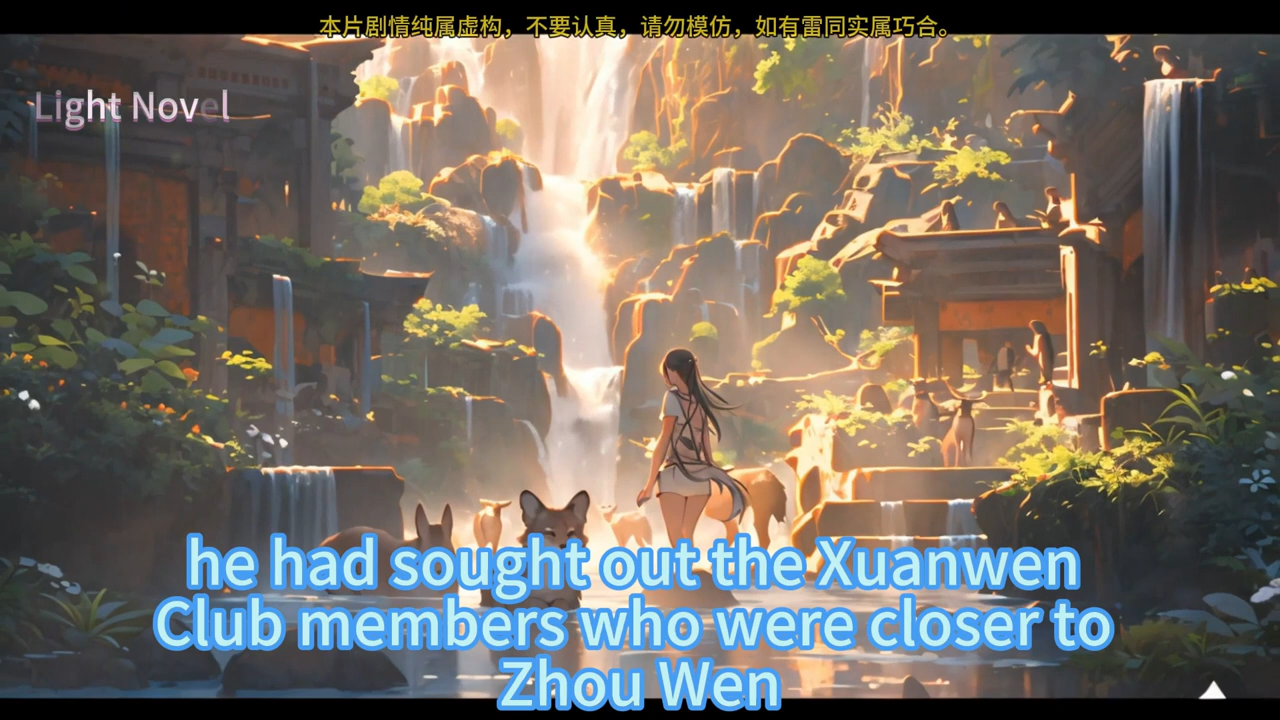 本片剧情纯属虚构，不要认真，请勿模仿，如有雷同实属巧合。
Light Novel
he had sought out the Xuanwen
Club members who were closer to
Zhou Wen